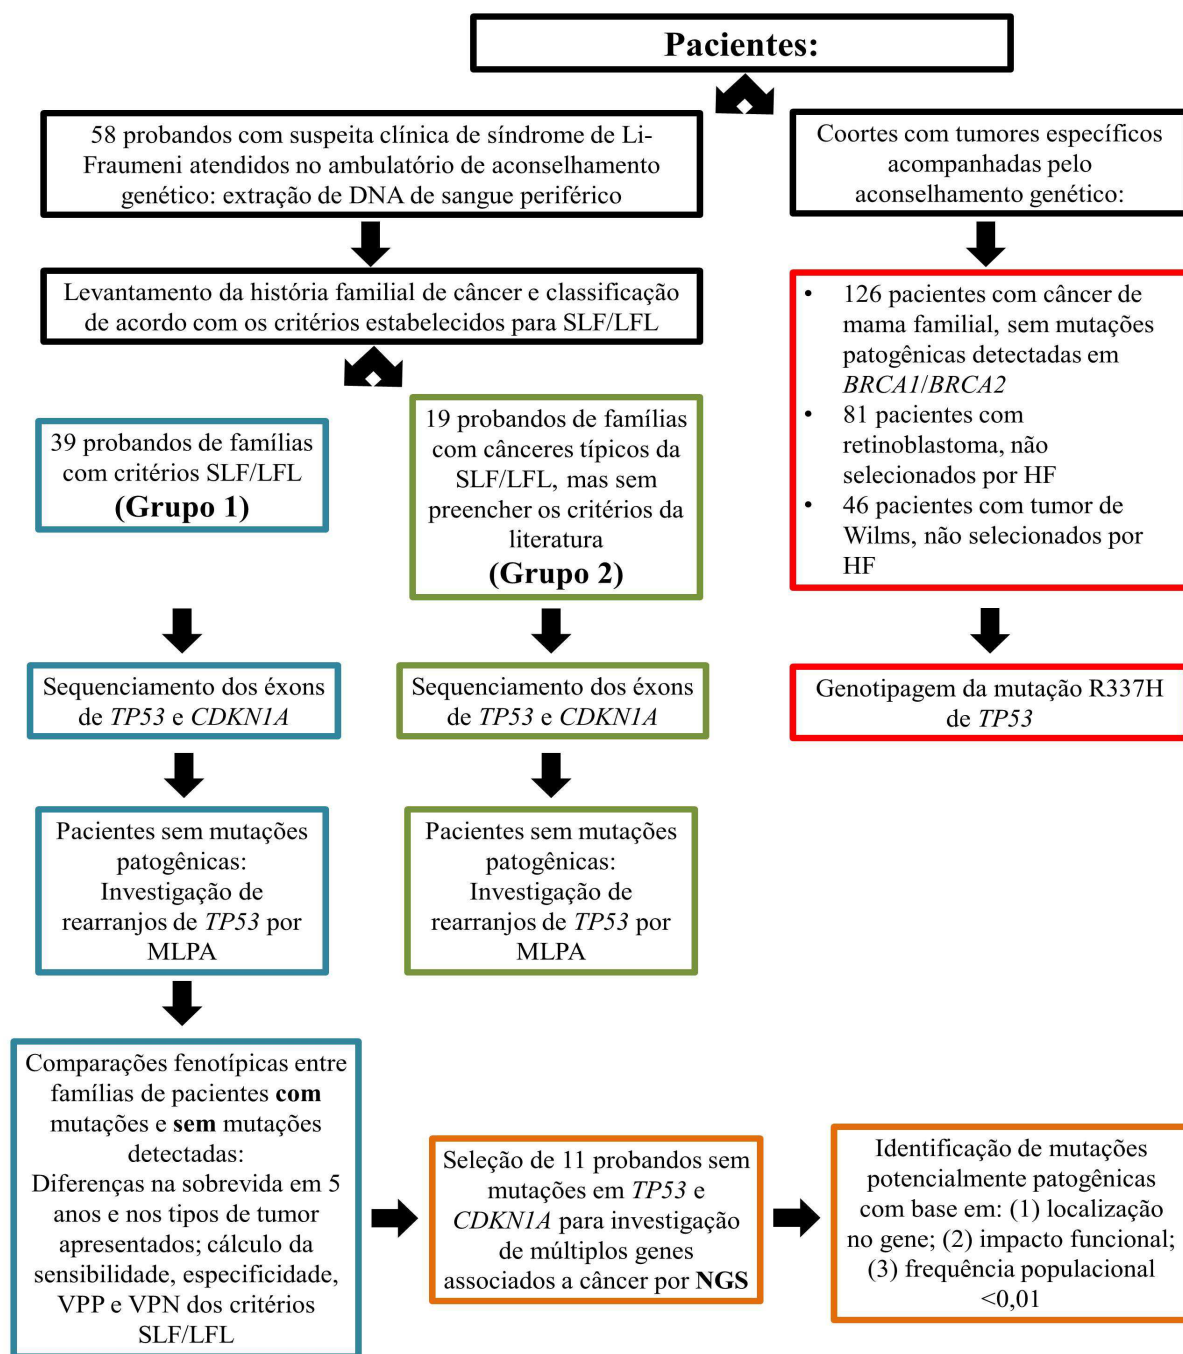 Pacientes:
58 probandos com suspeita clínica de síndrome de Li-
Fraumeni atendidos no ambulatório de aconselhamento
genético: extração de DNA de sangue periférico
Coortes com tumores específicos
acompanhadas pelo
aconselhamento genético:
Levantamento da história familial de câncer e classificação
de acordo com os critérios estabelecidos para SLF/LFL
• 126 pacientes com câncer de
mama familial, sem mutações
patogênicas detectadas em
BRCA1/BRCA2
• 81 pacientes com
retinoblastoma, não
selecionados por HF
• 46 pacientes com tumor de
Wilms, não selecionados por
HF
39 probandos de famílias
com critérios SLF/LFL
(Grupo 1)
19 probandos de famílias
com cânceres típicos da
SLF/LFL, mas sem
preencher os critérios da
literatura
(Grupo 2)
Sequenciamento dos éxons
de TP53 e CDKN1A
Sequenciamento dos éxons
de TP53 e CDKN1A
Genotipagem da mutação R337H
de TP53
Pacientes sem mutações
patogênicas:
Investigação de
rearranjos de TP53 por
MLPA
Pacientes sem mutações
patogênicas:
Investigação de
rearranjos de TP53 por
MLPA
Comparações fenotípicas entre
famílias de pacientes com
mutações e sem mutações
detectadas:
Diferenças na sobrevida em 5
anos e nos tipos de tumor
apresentados; cálculo da
sensibilidade, especificidade,
VPP e VPN dos critérios
SLF/LFL
Seleção de 11 probandos sem
mutações em TP53 e
CDKN1A para investigação
de múltiplos genes
associados a câncer por NGS
Identificação de mutações
potencialmente patogênicas
com base em: (1) localização
no gene; (2) impacto funcional;
(3) frequência populacional
<0,01